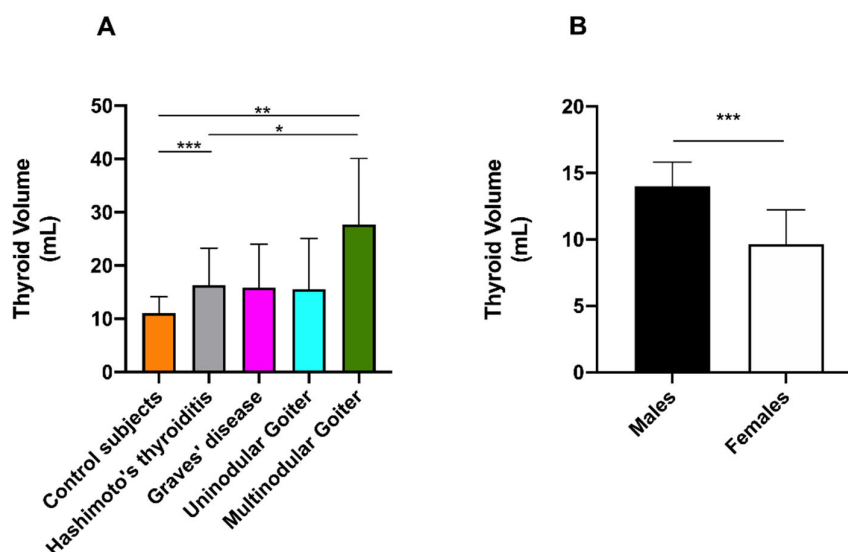 A
Thyroid Volume
(mL)
50
40
30
20
10
0
**
*
***
Control subjects
Hashimoto's thyroiditis
Graves' disease
Uninodular Goiter
Multinodular Goiter
B
Thyroid Volume
(mL)
20
15
10
5
0
***
Males
Females